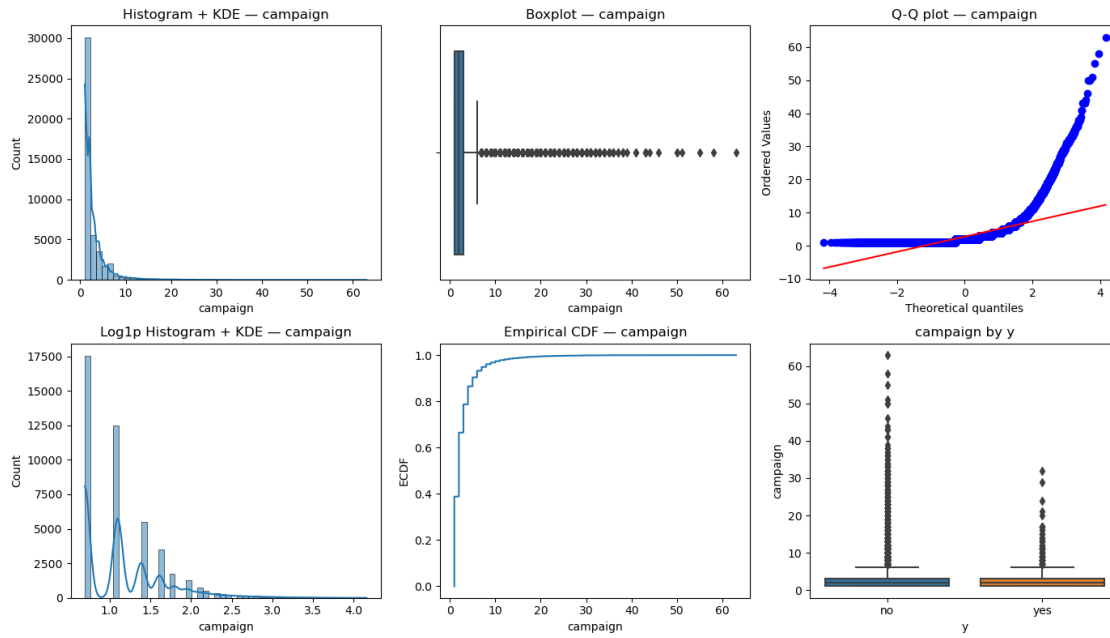 Histogram + KDE — campaign
Count
30000
25000
20000
15000
10000
5000
0
0 10 20 30 40 50 60
campaign
Boxplot — campaign
0 10 20 30 40 50 60
campaign
Q-Q plot — campaign
Ordered Values
60
50
40
30
20
10
0
−10
−4 −2 0 2 4
Theoretical quantiles
Log1p Histogram + KDE — campaign
Count
17500
15000
12500
10000
7500
5000
2500
0
1.0 1.5 2.0 2.5 3.0 3.5 4.0
campaign
Empirical CDF — campaign
ECDF
1.0
0.8
0.6
0.4
0.2
0.0
0 10 20 30 40 50 60
campaign
campaign by y
campaign
60
50
40
30
20
10
0
no yes
y